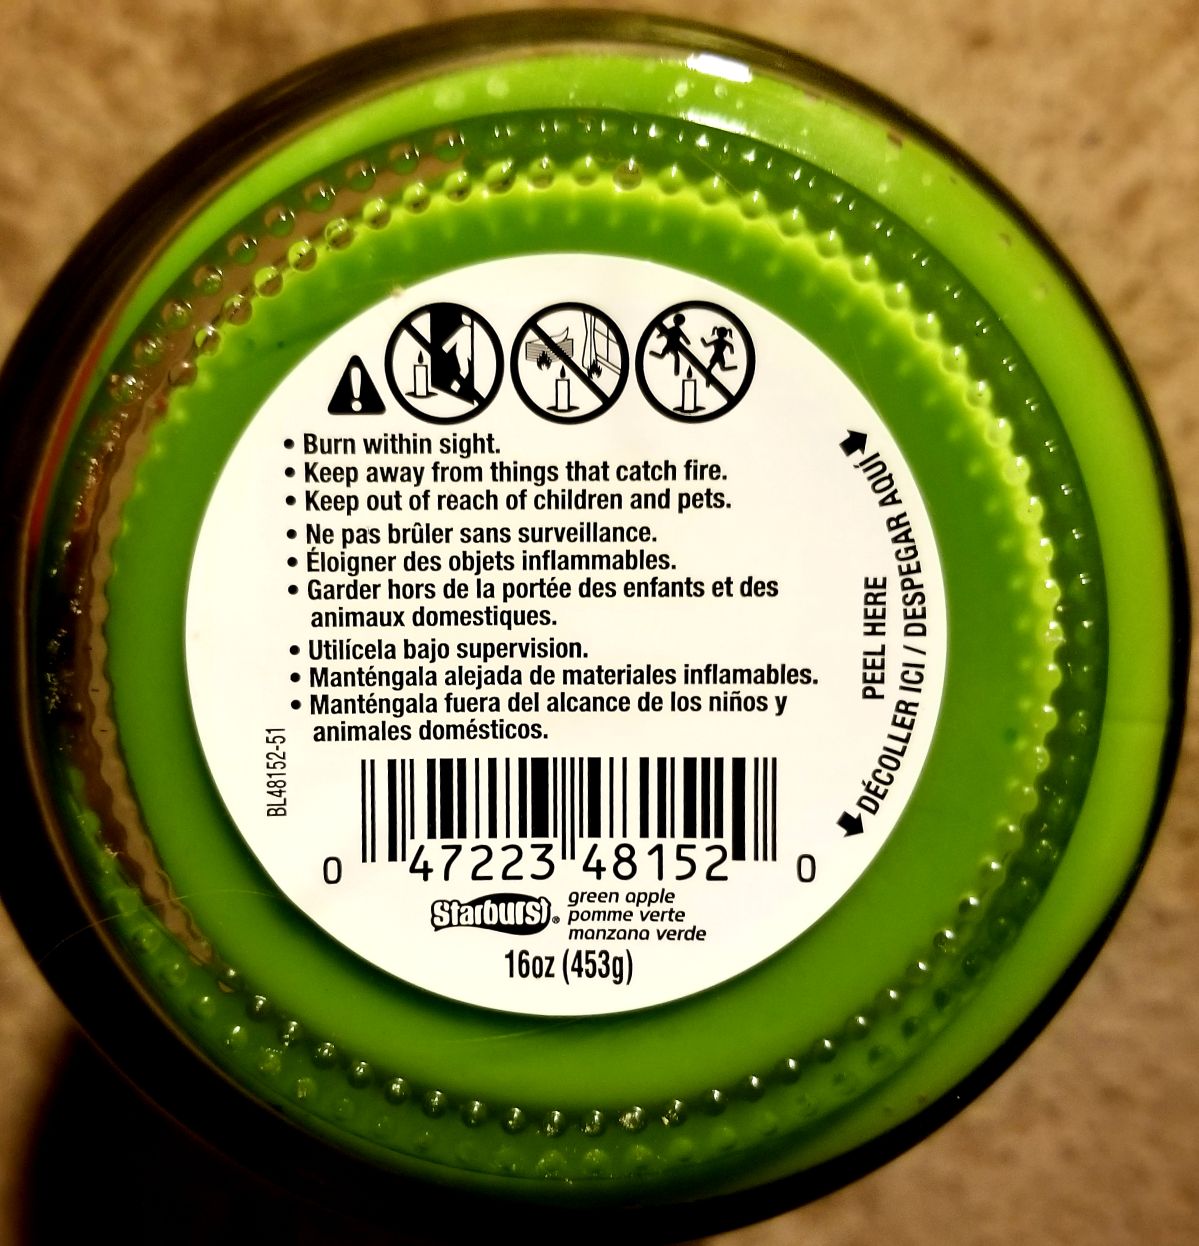 • Burn within sight.
• Keep away from things that catch fire.
• Keep out of reach of children and pets.
• Ne pas brûler sans surveillance.
• Éloigner des objets inflammables.
• Garder hors de la portée des enfants et des
animaux domestiques.
• Utilícela bajo supervision.
• Manténgala alejada de materiales inflamables.
• Manténgala fuera del alcance de los niños y
animales domésticos.
BL48152-51
PEEL HERE
DÉCOLLER ICI / DESPEGAR AQUÍ
0 47223 48152 0
Starburst®
green apple
pomme verte
manzana verde
16oz (453g)